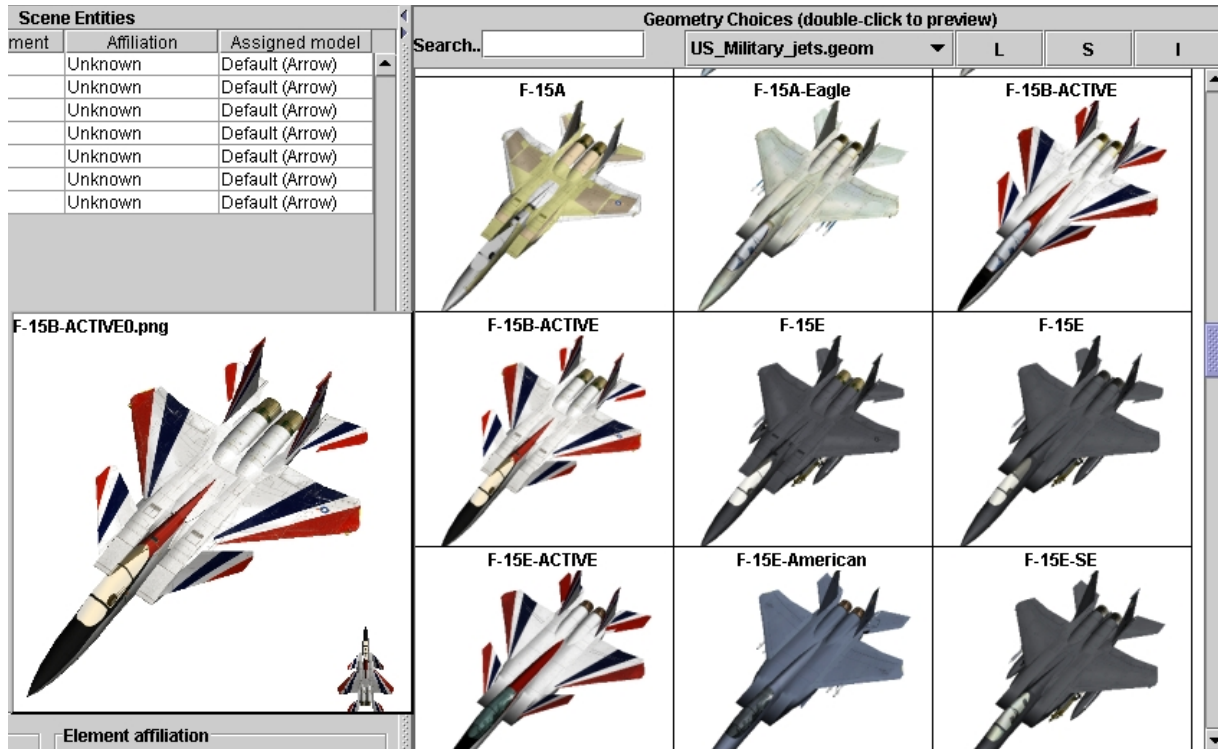 Scene Entities
ment Affiliation Assigned model
Unknown Default (Arrow)
Unknown Default (Arrow)
Unknown Default (Arrow)
Unknown Default (Arrow)
Unknown Default (Arrow)
Unknown Default (Arrow)
Unknown Default (Arrow)
F-15B-ACTIVE0.png
Element affiliation
Geometry Choices (double-click to preview)
Search.. US_Military_jets.geom L S I
F-15A F-15A-Eagle F-15B-ACTIVE
F-15B-ACTIVE F-15E F-15E
F-15E-ACTIVE F-15E-American F-15E-SE